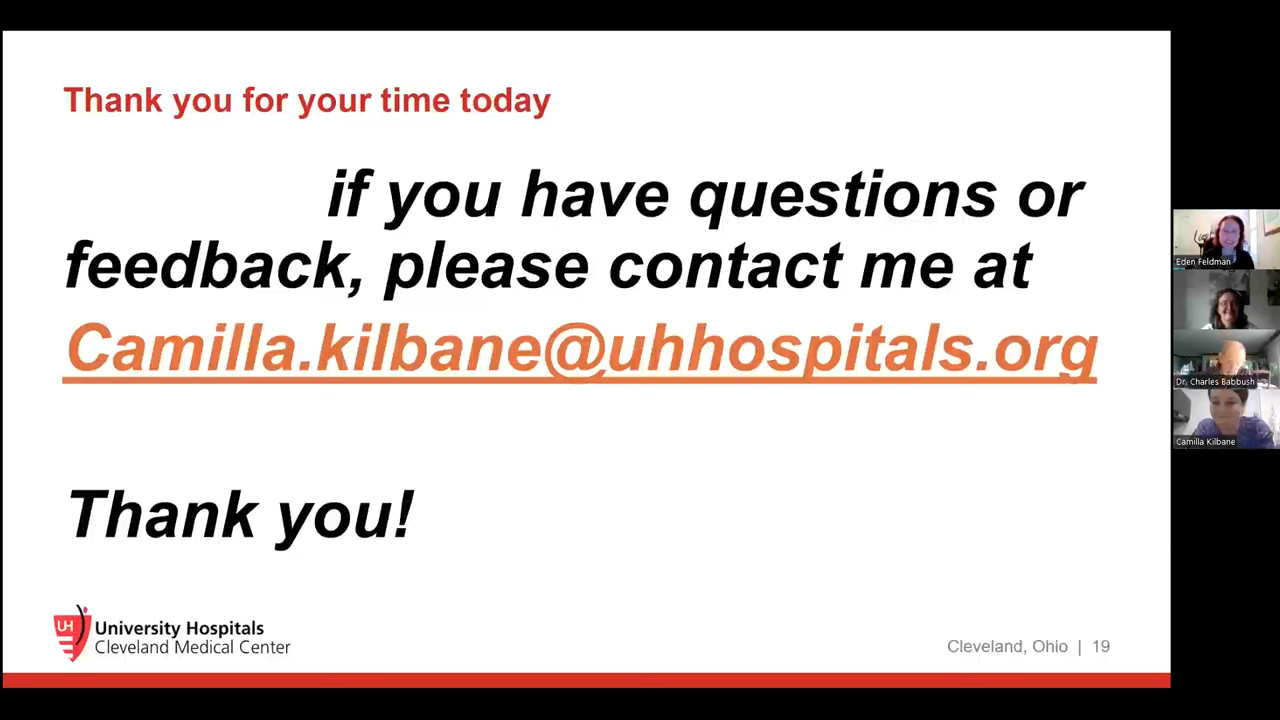 Thank you for your time today
if you have questions or
feedback, please contact me at
Camilla.kilbane@uhhospitals.org
Thank you!
UH
University Hospitals
Cleveland Medical Center
Cleveland, Ohio | 19
Eden Feldman
Dr. Charles Babbush
Camilla Kilbane